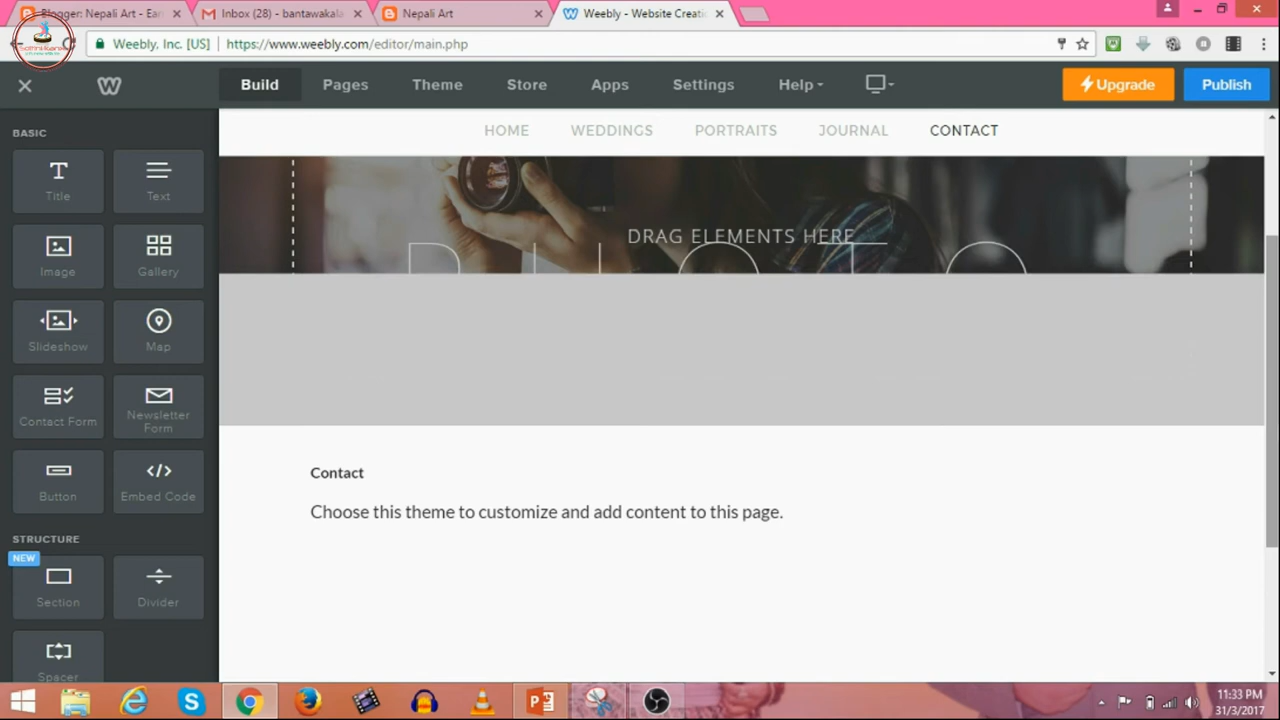 Blogger: Nepali Art - Ear
Inbox (28) - bantawakala
Nepali Art
Weebly - Website Creati
Weebly, Inc. [US]
https://www.weebly.com/editor/main.php
Build
Pages
Theme
Store
Apps
Settings
Help
Upgrade
Publish
BASIC
Title
Text
Image
Gallery
Slideshow
Map
Contact Form
Newsletter
Form
Button
Embed Code
STRUCTURE
NEW
Section
Divider
Spacer
HOME
WEDDINGS
PORTRAITS
JOURNAL
CONTACT
DRAG ELEMENTS HERE
PHOTO
Contact
Choose this theme to customize and add content to this page.
11:33 PM
31/3/2017